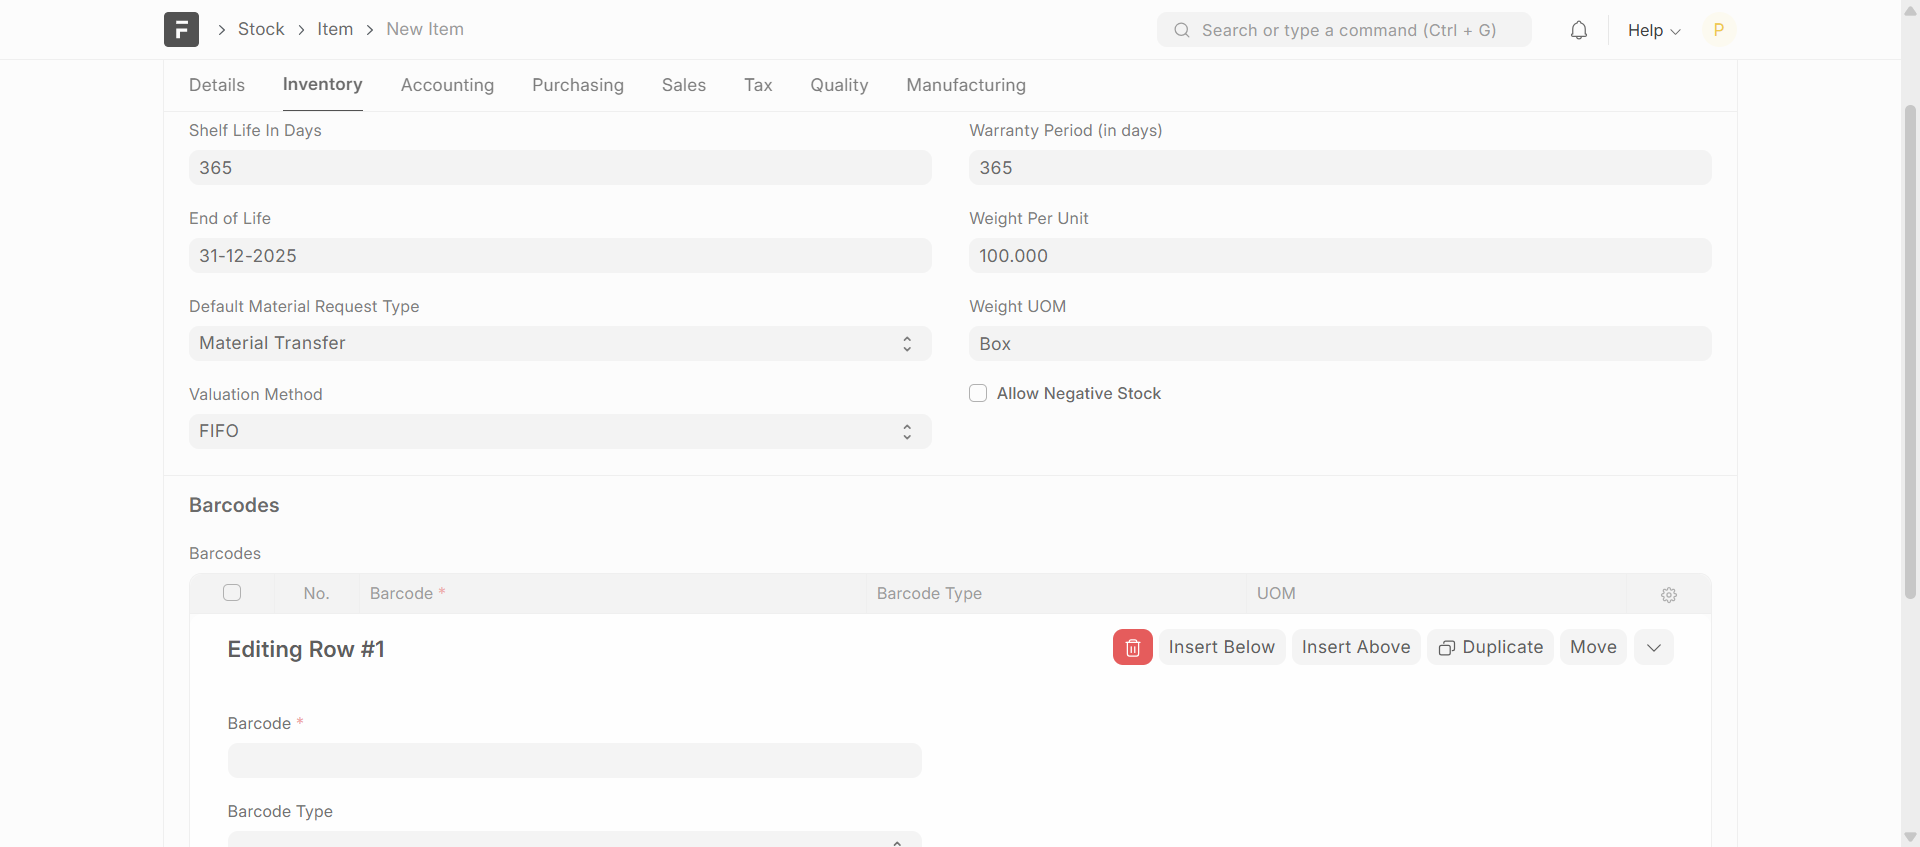 Stock > Item > New Item
Search or type a command (Ctrl + G)
Help
P
Details Inventory Accounting Purchasing Sales Tax Quality Manufacturing
Shelf Life In Days
365
Warranty Period (in days)
365
End of Life
31-12-2025
Weight Per Unit
100.000
Default Material Request Type
Material Transfer
Weight UOM
Box
Valuation Method
FIFO
Allow Negative Stock
Barcodes
Barcodes
No. Barcode * Barcode Type UOM
Editing Row #1
Insert Below Insert Above Duplicate Move
Barcode *
Barcode Type